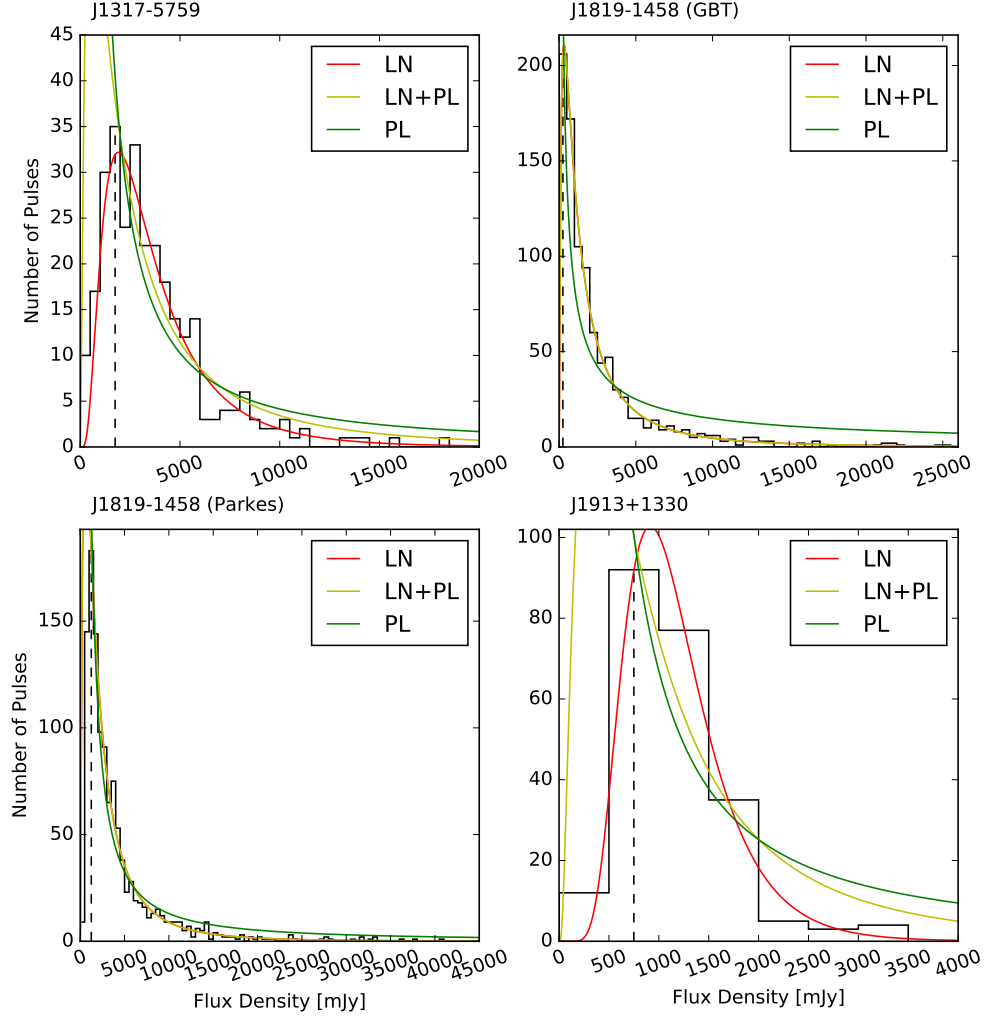 J1317-5759
45
40
35
30
25
20
15
10
5
0
Number of Pulses
LN
LN+PL
PL
0 5000 10000 15000 20000
J1819-1458 (GBT)
200
150
100
50
0
LN
LN+PL
PL
0 5000 10000 15000 20000 25000
J1819-1458 (Parkes)
150
100
50
0
Number of Pulses
LN
LN+PL
PL
0 5000 10000 15000 20000 25000 30000 35000 40000 45000
Flux Density [mJy]
J1913+1330
100
80
60
40
20
0
LN
LN+PL
PL
0 500 1000 1500 2000 2500 3000 3500 4000
Flux Density [mJy]